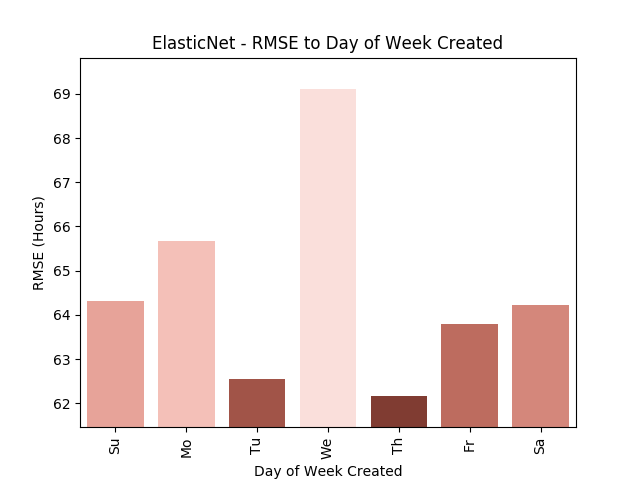 ElasticNet - RMSE to Day of Week Created
69
68
67
66
65
64
63
62
RMSE (Hours)
Su
Mo
Tu
We
Th
Fr
Sa
Day of Week Created